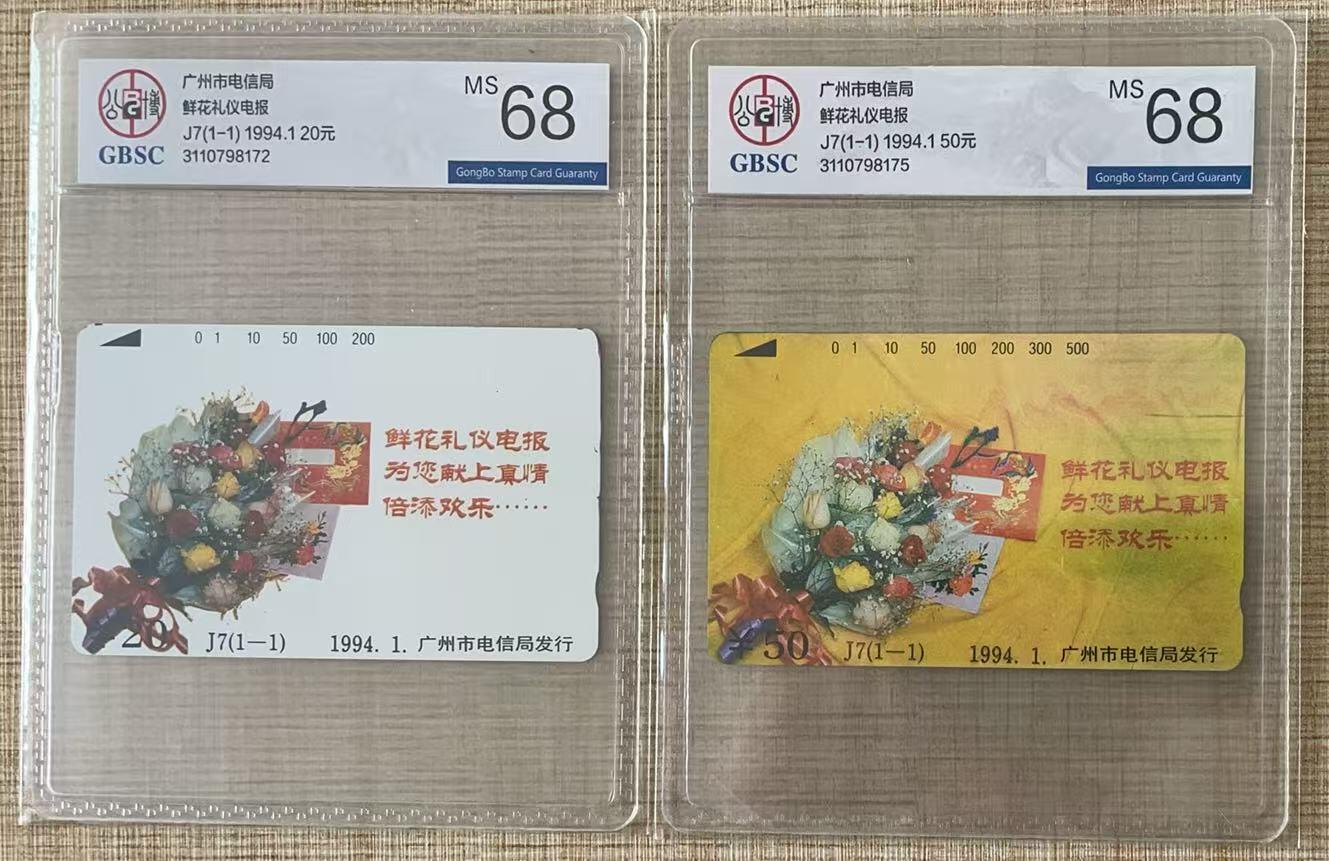 公博
GBSC
广州市电信局
鲜花礼仪电报
J7(1-1) 1994.1 20元
3110798172
MS 68
GongBo Stamp Card Guaranty
0 1 10 50 100 200
鲜花礼仪电报
为您献上真情
倍添欢乐……
¥20 J7(1—1) 1994.1. 广州市电信局发行
公博
GBSC
广州市电信局
鲜花礼仪电报
J7(1-1) 1994.1 50元
3110798175
MS 68
GongBo Stamp Card Guaranty
0 1 10 50 100 200 300 500
鲜花礼仪电报
为您献上真情
倍添欢乐……
¥50 J7(1—1) 1994.1. 广州市电信局发行